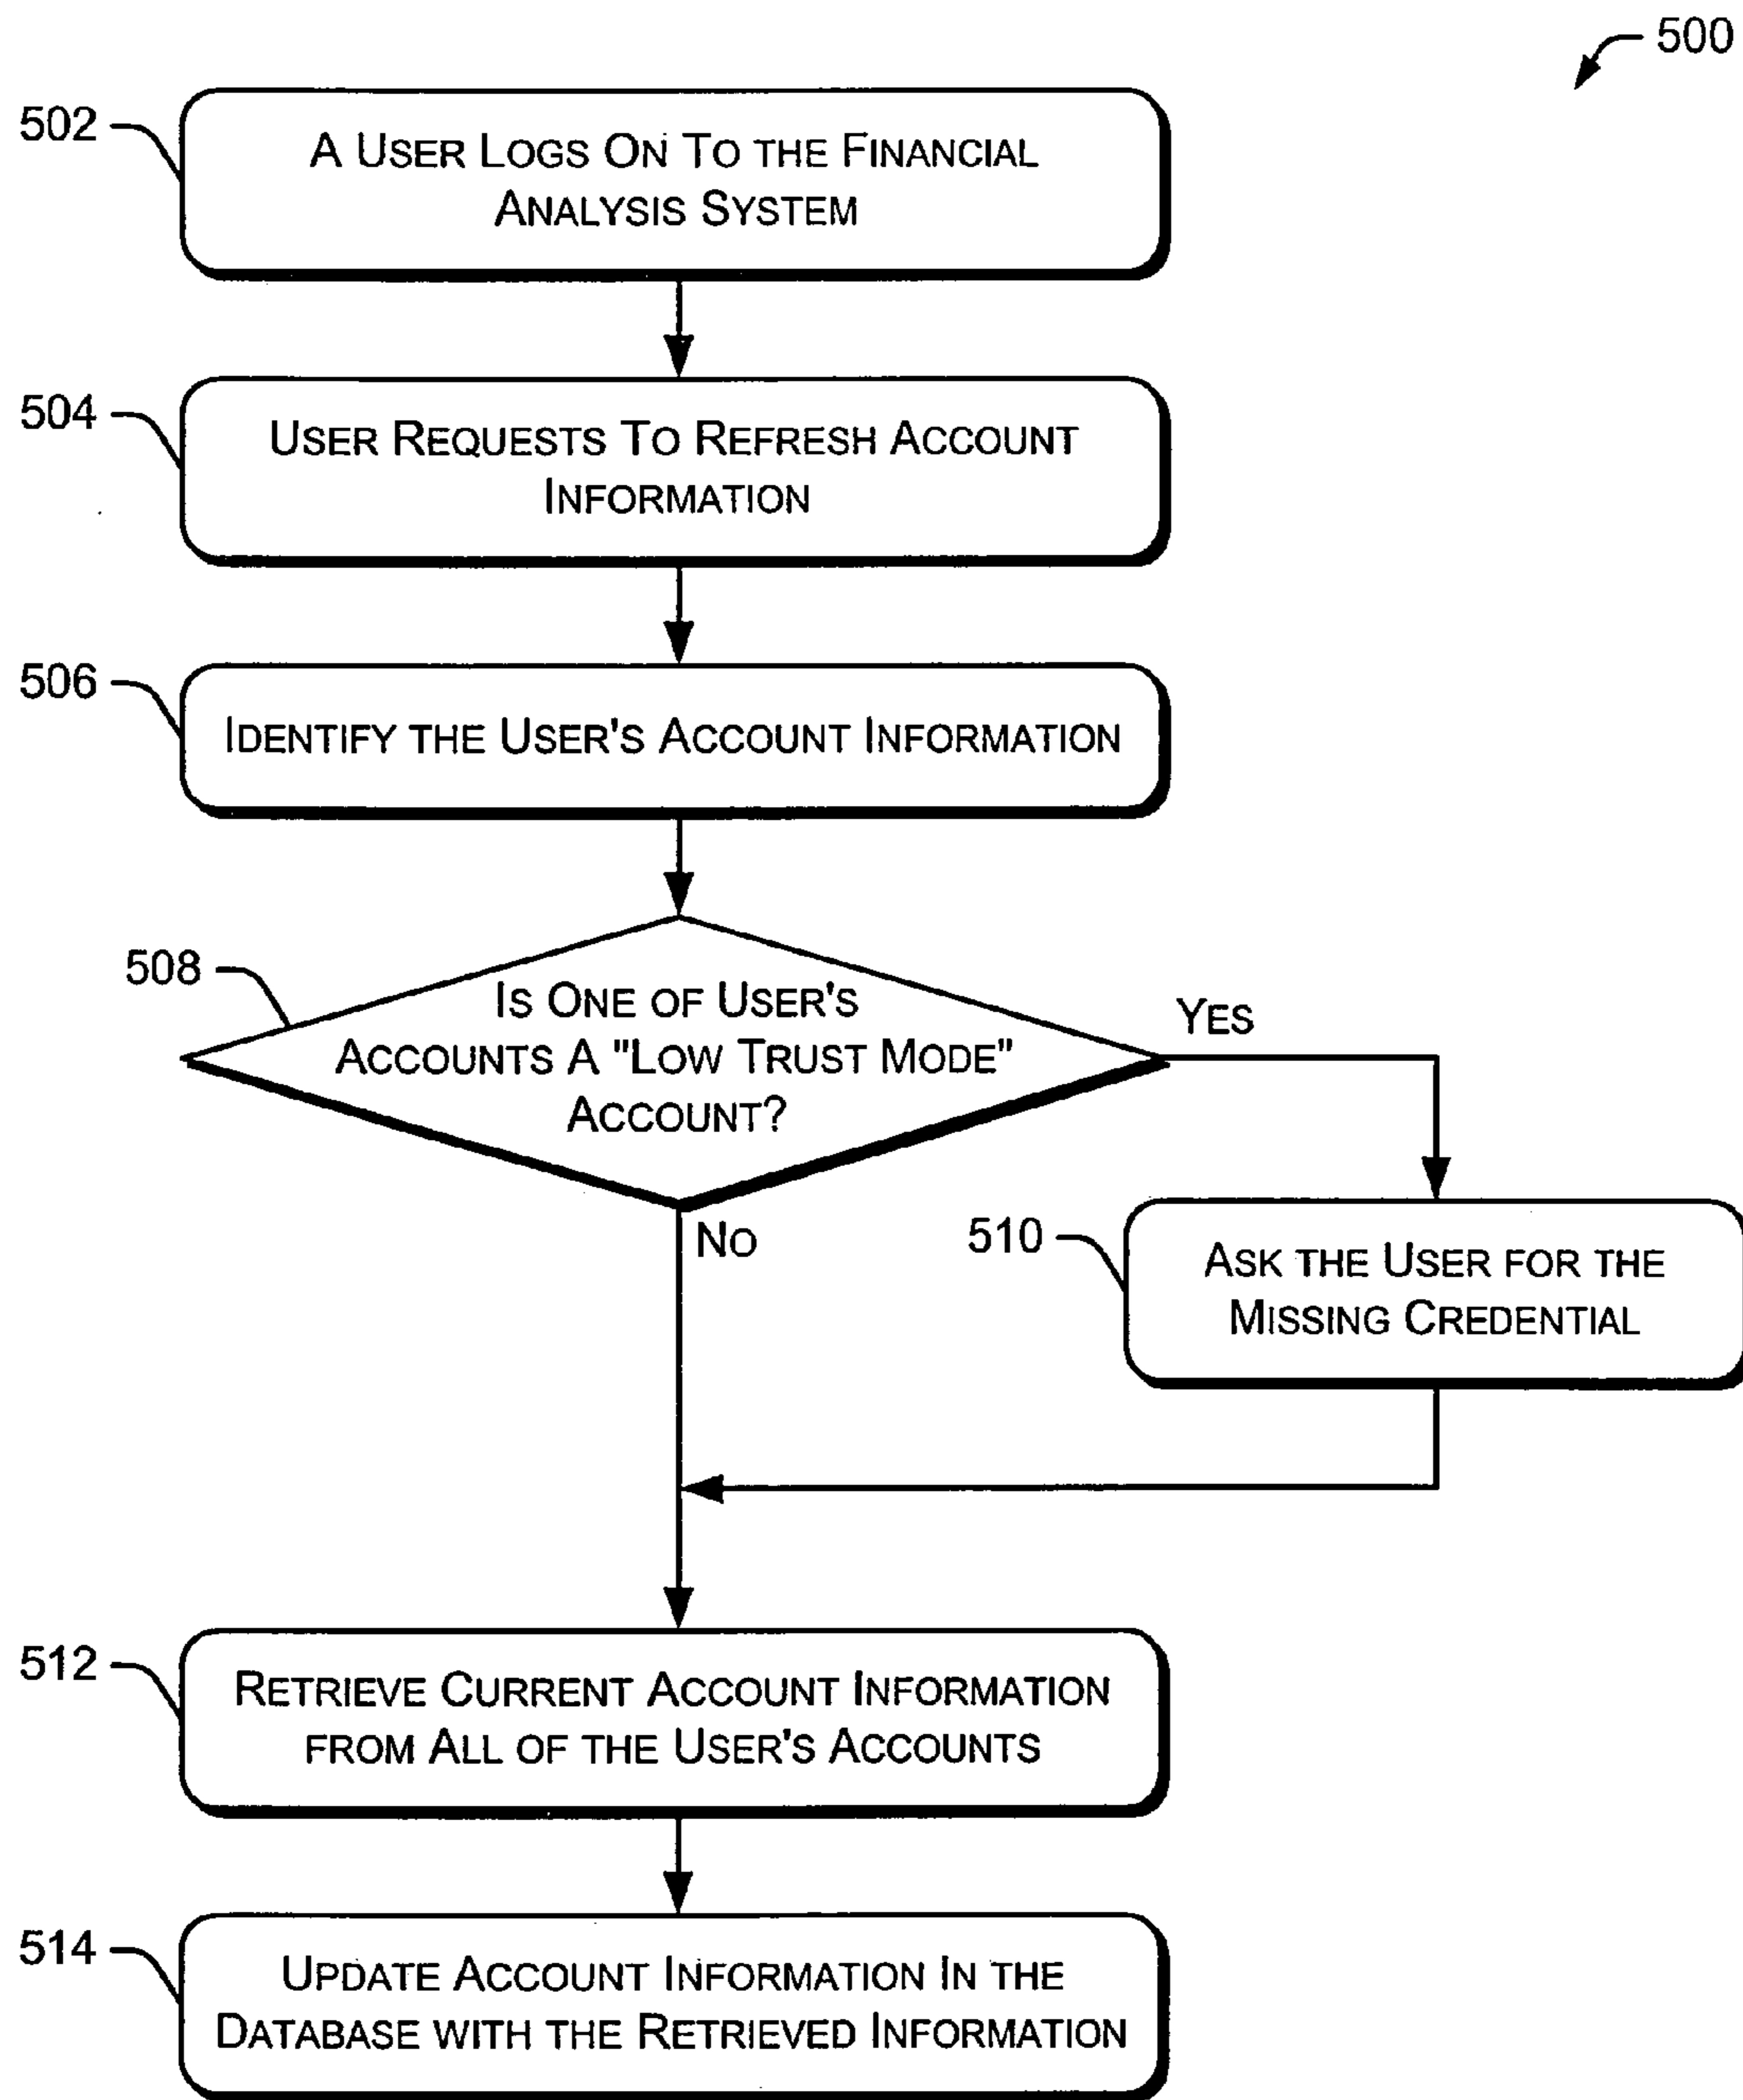 500
502
A USER LOGS ON TO THE FINANCIAL
ANALYSIS SYSTEM
504
USER REQUESTS TO REFRESH ACCOUNT
INFORMATION
506
IDENTIFY THE USER'S ACCOUNT INFORMATION
508
IS ONE OF USER'S
ACCOUNTS A "LOW TRUST MODE"
ACCOUNT?
YES
NO
510
ASK THE USER FOR THE
MISSING CREDENTIAL
512
RETRIEVE CURRENT ACCOUNT INFORMATION
FROM ALL OF THE USER'S ACCOUNTS
514
UPDATE ACCOUNT INFORMATION IN THE
DATABASE WITH THE RETRIEVED INFORMATION